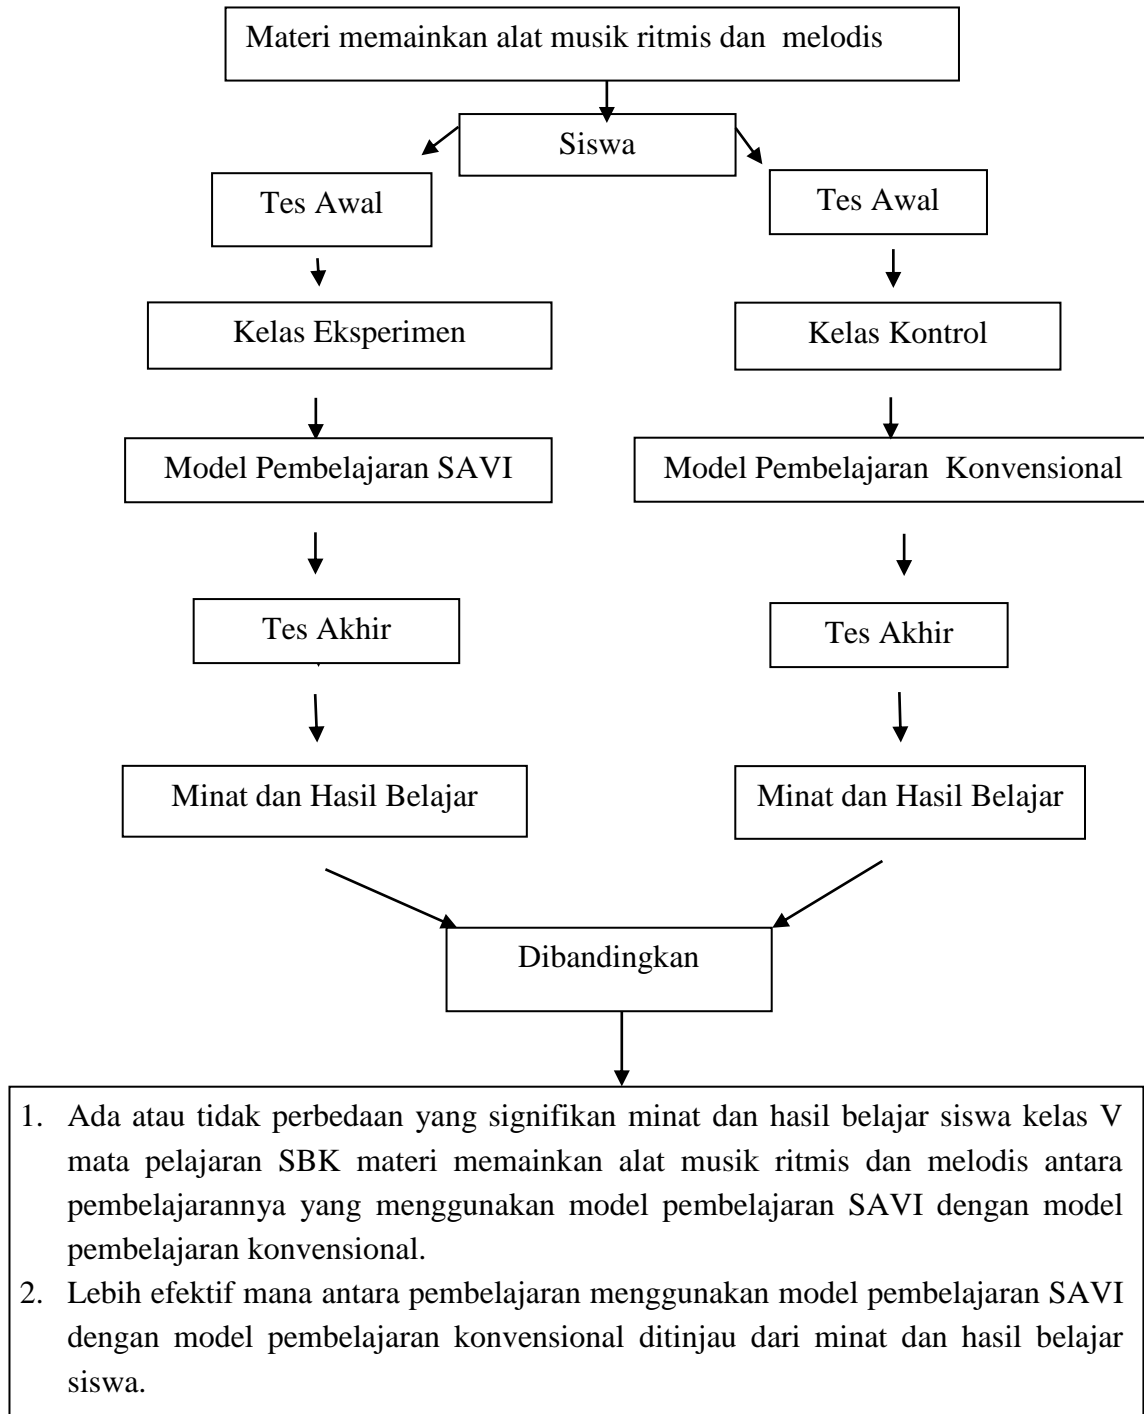 Materi memainkan alat musik ritmis dan melodis
Siswa
Tes Awal
Tes Awal
Kelas Eksperimen
Kelas Kontrol
Model Pembelajaran SAVI
Model Pembelajaran Konvensional
Tes Akhir
Tes Akhir
Minat dan Hasil Belajar
Minat dan Hasil Belajar
Dibandingkan
1. Ada atau tidak perbedaan yang signifikan minat dan hasil belajar siswa kelas V
mata pelajaran SBK materi memainkan alat musik ritmis dan melodis antara
pembelajarannya yang menggunakan model pembelajaran SAVI dengan model
pembelajaran konvensional.
2. Lebih efektif mana antara pembelajaran menggunakan model pembelajaran SAVI
dengan model pembelajaran konvensional ditinjau dari minat dan hasil belajar
siswa.